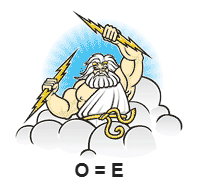 O = E